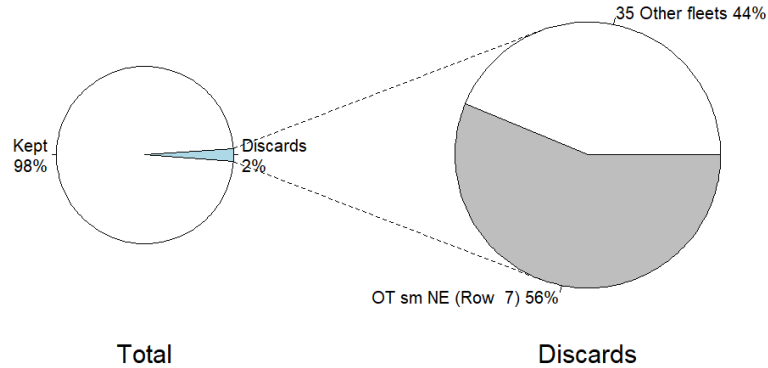 35 Other fleets 44%
Kept
98%
Discards
2%
OT sm NE (Row  7) 56%
Total
Discards